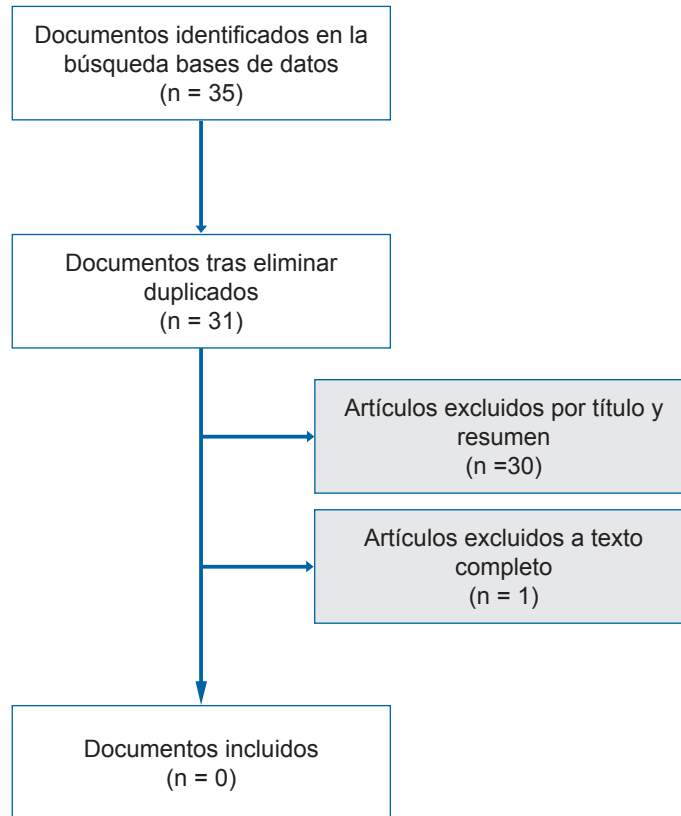 Documentos identificados en la
búsqueda bases de datos
(n = 35)
Documentos tras eliminar
duplicados
(n = 31)
Artículos excluidos por título y
resumen
(n =30)
Artículos excluidos a texto
completo
(n = 1)
Documentos incluidos
(n = 0)